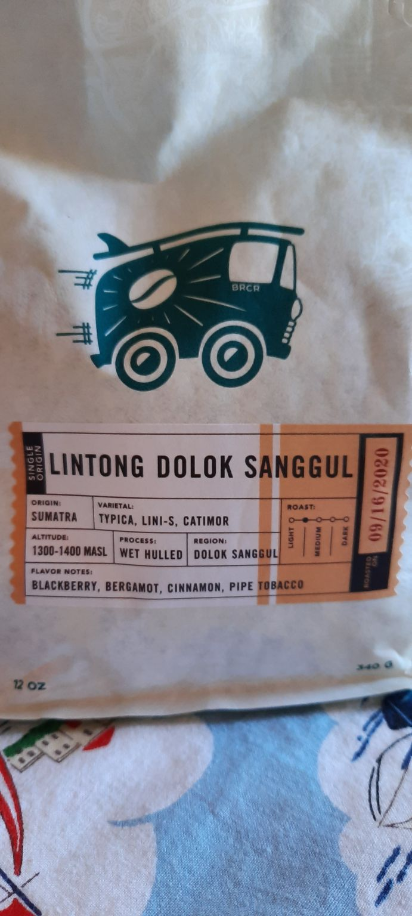 BRCR
SINGLE ORIGIN
LINTONG DOLOK SANGGUL
ORIGIN:
SUMATRA
VARIETAL:
TYPICA, LINI-S, CATIMOR
ROAST:
LIGHT
MEDIUM
DARK
ALTITUDE:
1300-1400 MASL
PROCESS:
WET HULLED
REGION:
DOLOK SANGGUL
FLAVOR NOTES:
BLACKBERRY, BERGAMOT, CINNAMON, PIPE TOBACCO
ROASTED ON
09/16/2020
12 OZ
340 G